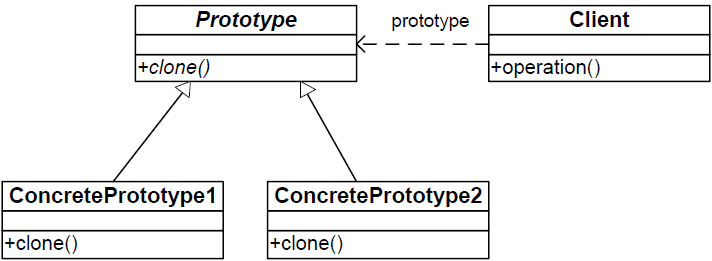 Prototype
prototype
Client
+clone()
+operation()
ConcretePrototype1
ConcretePrototype2
+clone()
+clone()